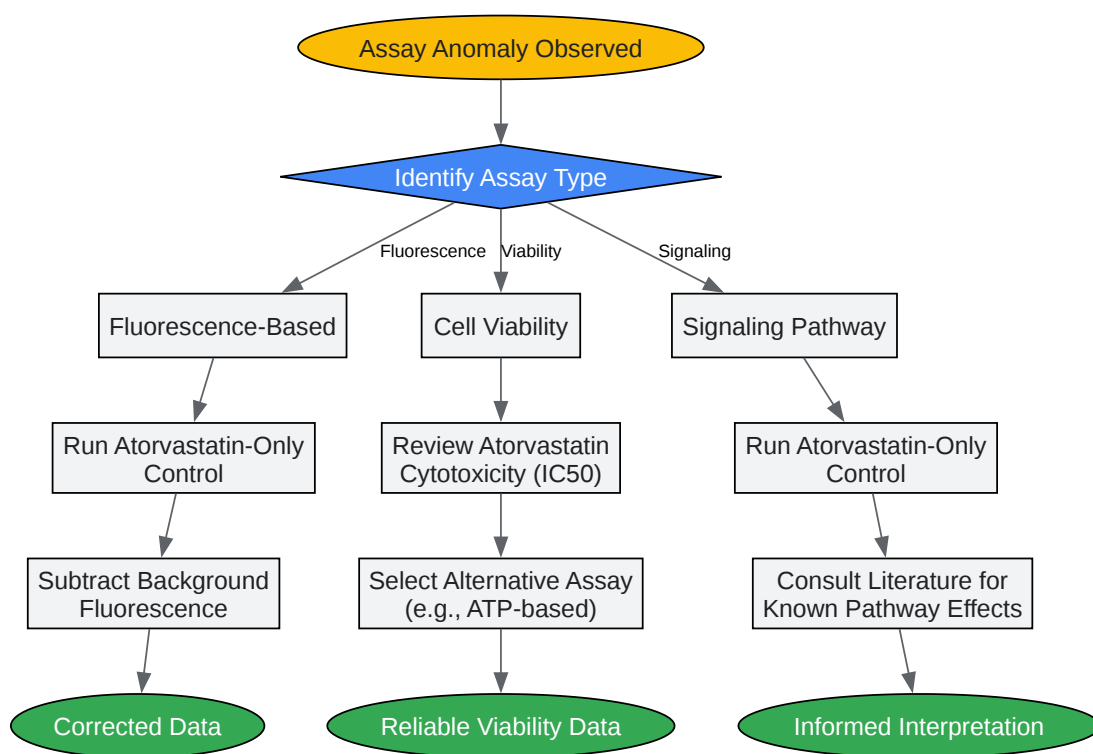 Assay Anomaly Observed
Identify Assay Type
Fluorescence
Viability
Signaling
Fluorescence-Based
Cell Viability
Signaling Pathway
Run Atorvastatin-Only
Control
Review Atorvastatin
Cytotoxicity (IC50)
Run Atorvastatin-Only
Control
Subtract Background
Fluorescence
Select Alternative Assay
(e.g., ATP-based)
Consult Literature for
Known Pathway Effects
Corrected Data
Reliable Viability Data
Informed Interpretation